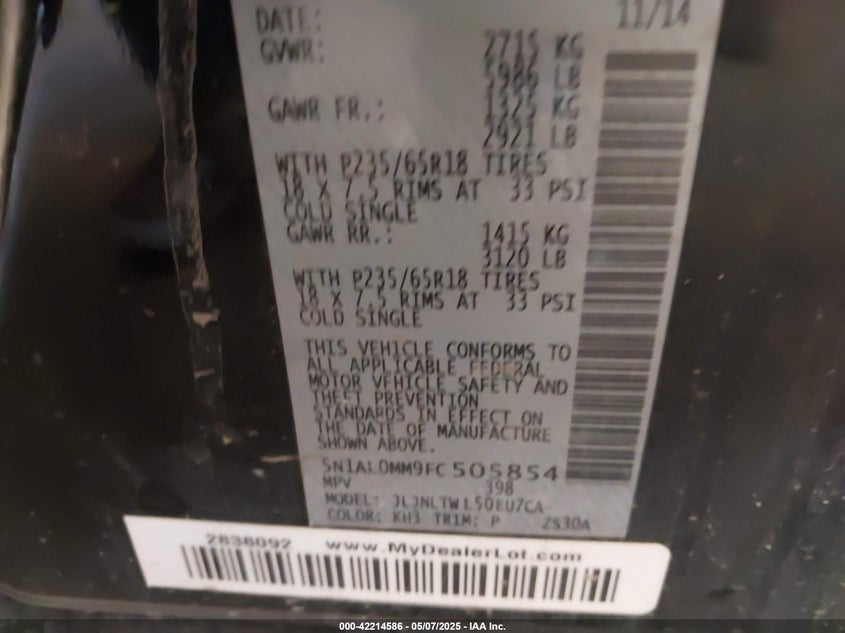 DATE: 11/14
GVWR: 2715 KG
5986 LB
GAWR FR.: 1325 KG
2921 LB
WITH P235/65R18 TIRES
18 X 7.5 RIMS AT 33 PSI
COLD SINGLE
GAWR RR.: 1415 KG
3120 LB
WITH P235/65R18 TIRES
18 X 7.5 RIMS AT 33 PSI
COLD SINGLE
THIS VEHICLE CONFORMS TO
ALL APPLICABLE FEDERAL
MOTOR VEHICLE SAFETY AND
THEFT PREVENTION
STANDARDS IN EFFECT ON
THE DATE OF MANUFACTURE
SHOWN ABOVE.
5N1AL0MM9FC505854
MPV 398
MODEL: JLJNLTWL50EU7CA-
COLOR: KH3 TRIM: P 2S30A
2836092 www.MyDealerLot.com
000-42214586 - 05/07/2025 - IAA Inc.